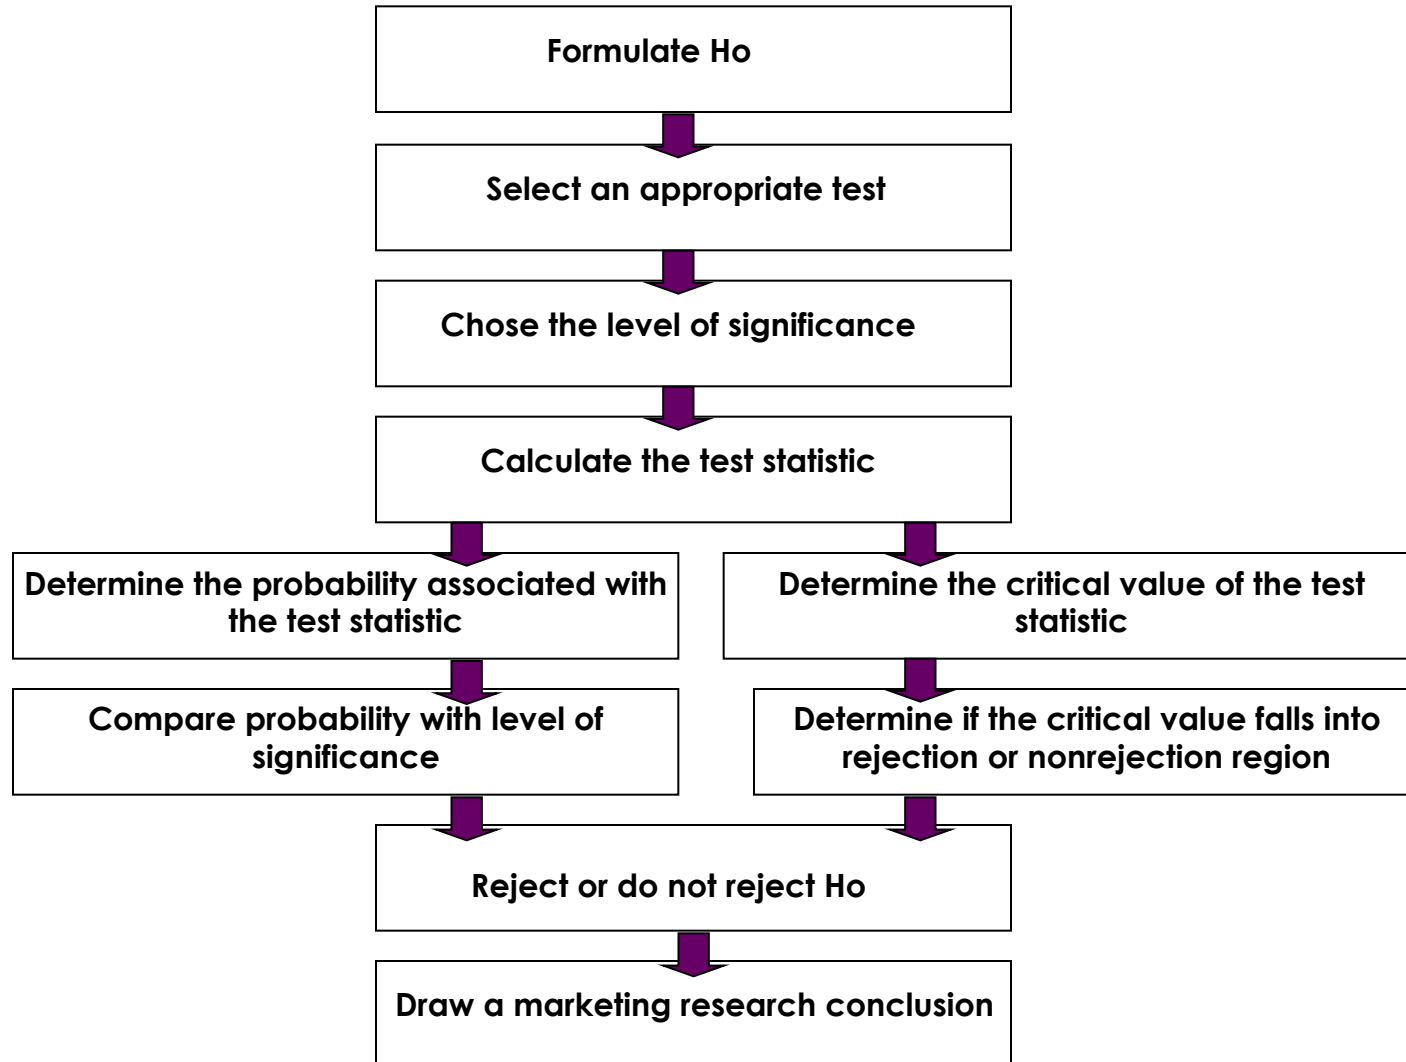 Formulate Ho
Select an appropriate test
Chose the level of significance
Calculate the test statistic
Determine the probability associated with
the test statistic
Determine the critical value of the test
statistic
Compare probability with level of
significance
Determine if the critical value falls into
rejection or nonrejection region
Reject or do not reject Ho
Draw a marketing research conclusion